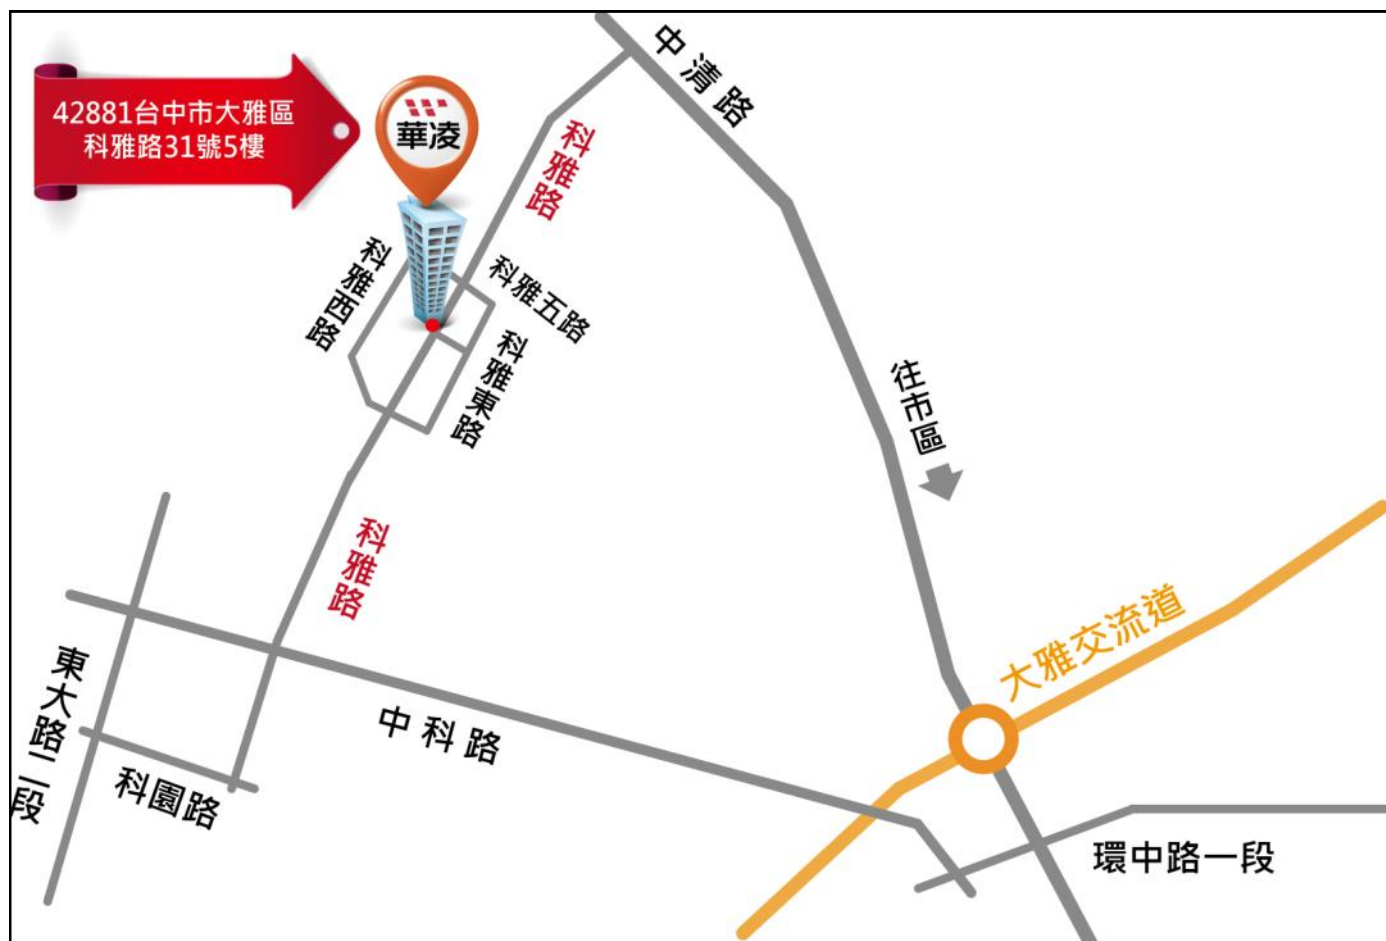 42881台中市大雅區
科雅路31號5樓
華凌
中清路
科雅路
科雅西路
科雅五路
科雅東路
往市區
科雅路
大雅交流道
東大路二段
中科路
科園路
環中路一段